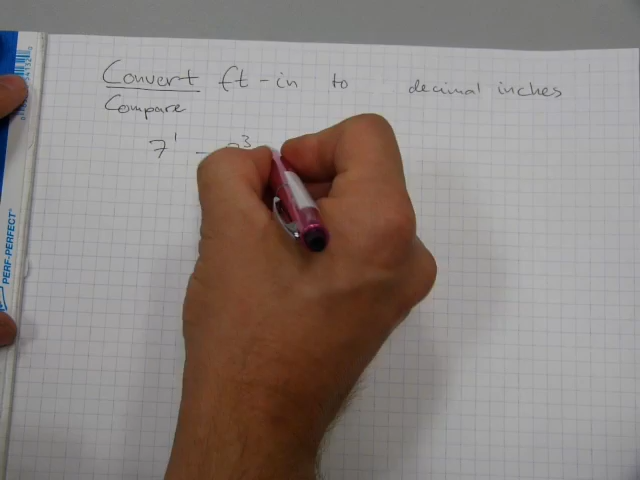 Convert ft-in to decimal inches
Compare
7' -
PERF-PERFECT®